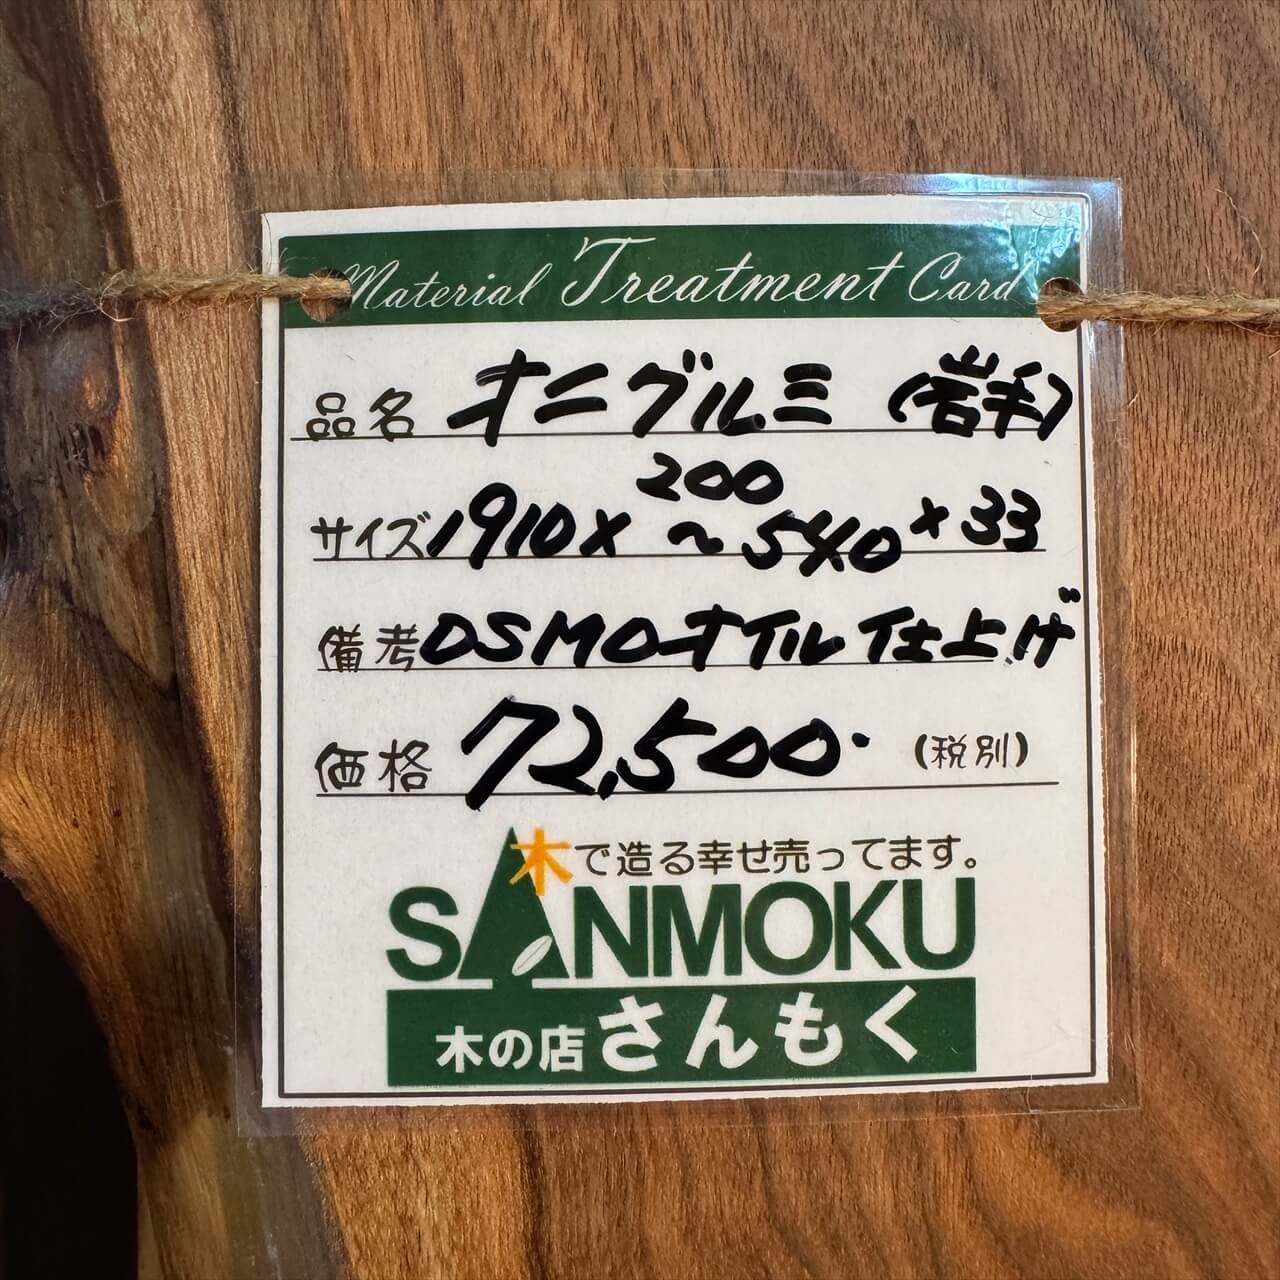 Material Treatment Card
品名 オニグルミ (岩手)
サイズ 1910× 200～540 ×33
備考 OSMOオイル仕上げ
価格 72,500. (税別)
木で造る幸せ売ってます。
SANMOKU
木の店 さんもく